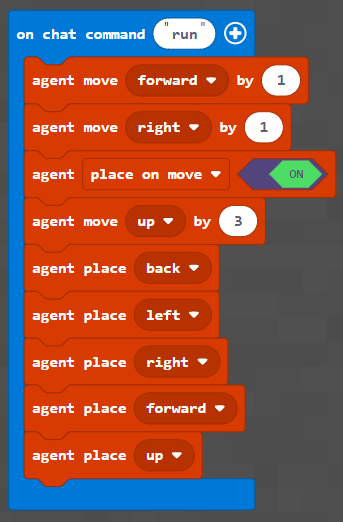 on chat command "run"
agent move forward by 1
agent move right by 1
agent place on move ON
agent move up by 3
agent place back
agent place left
agent place right
agent place forward
agent place up